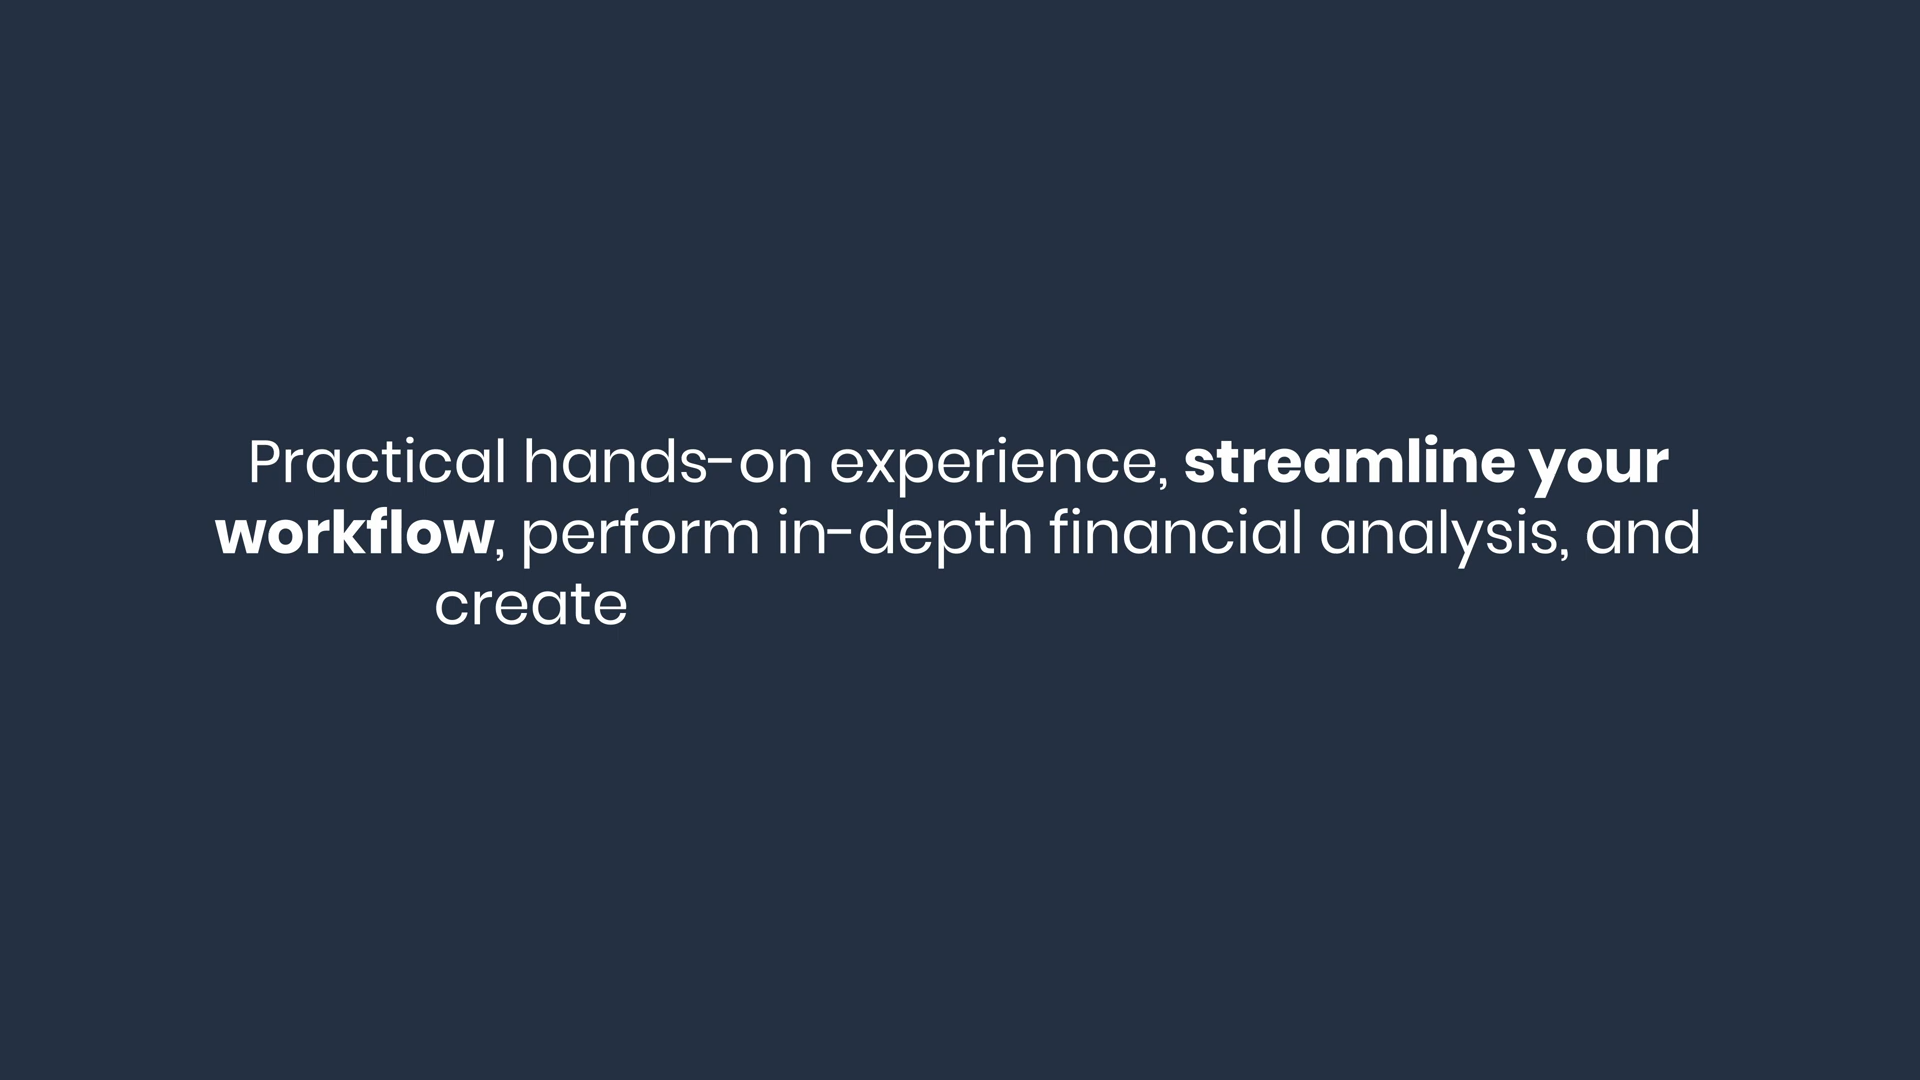 Practical hands-on experience, streamline your
workflow, perform in-depth financial analysis, and
create